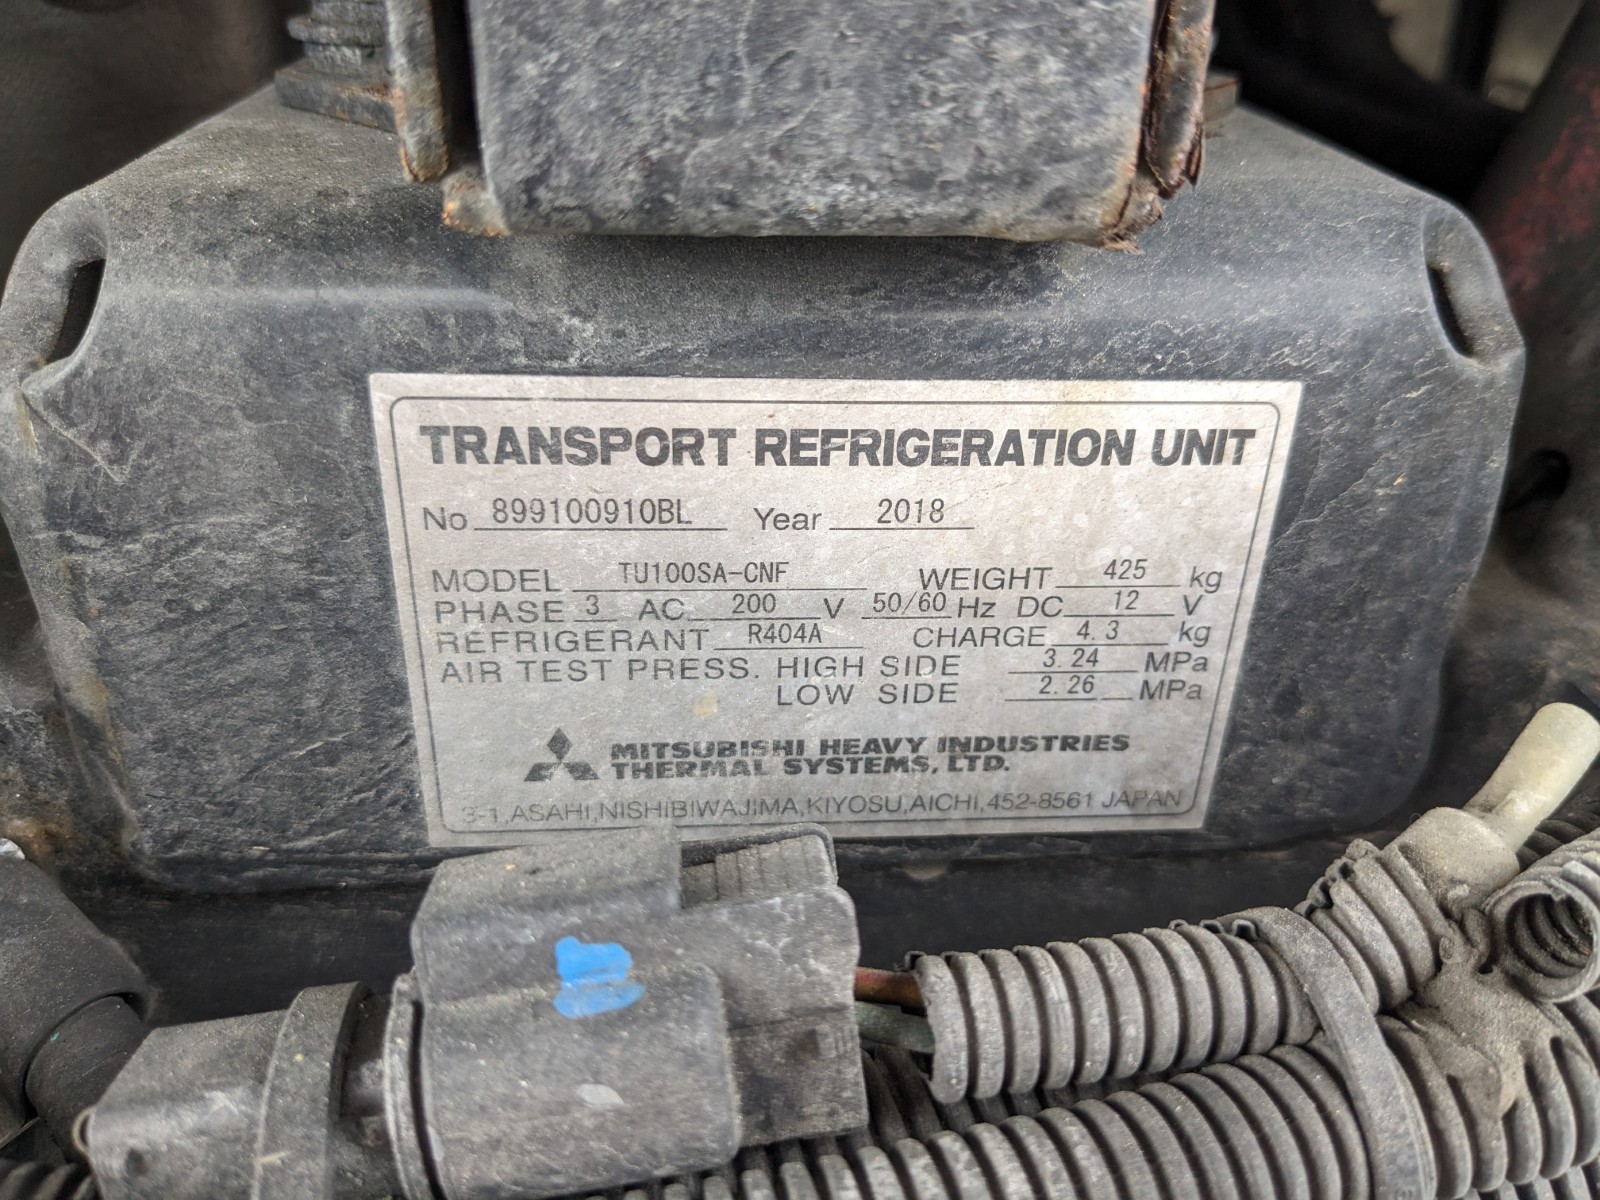 TRANSPORT REFRIGERATION UNIT
No 899100910BL Year 2018
MODEL TU100SA-CNF WEIGHT 425 kg
PHASE 3 AC 200 V 50/60 Hz DC 12 V
REFRIGERANT R404A CHARGE 4.3 kg
AIR TEST PRESS. HIGH SIDE 3.24 MPa
LOW SIDE 2.26 MPa
MITSUBISHI HEAVY INDUSTRIES
THERMAL SYSTEMS, LTD.
3-1,ASAHI,NISHIBIWAJIMA,KIYOSU,AICHI,452-8561 JAPAN